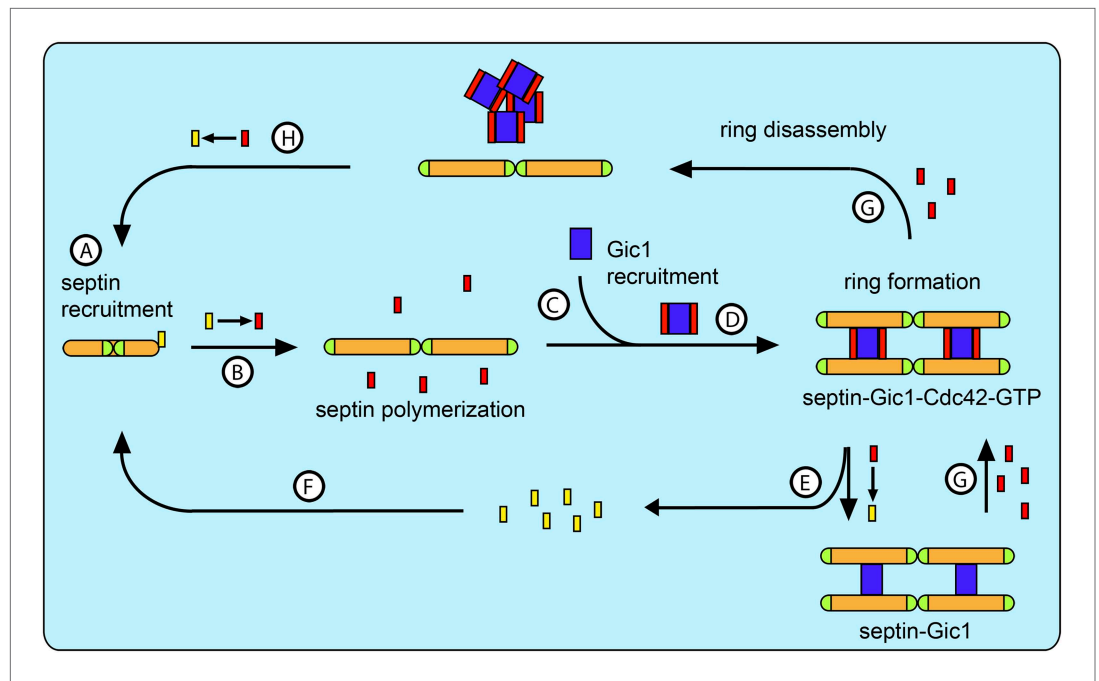 H
ring disassembly
G
A
septin
recruitment
B
septin polymerization
Gic1
recruitment
C
D
ring formation
septin-Gic1-Cdc42-GTP
E
G
F
septin-Gic1